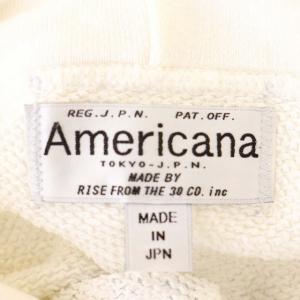 REG.J.P.N. PAT.OFF.
Americana
TOKYO-J.P.N.
MADE BY
RISE FROM THE 30 CO. inc
MADE
IN
JPN